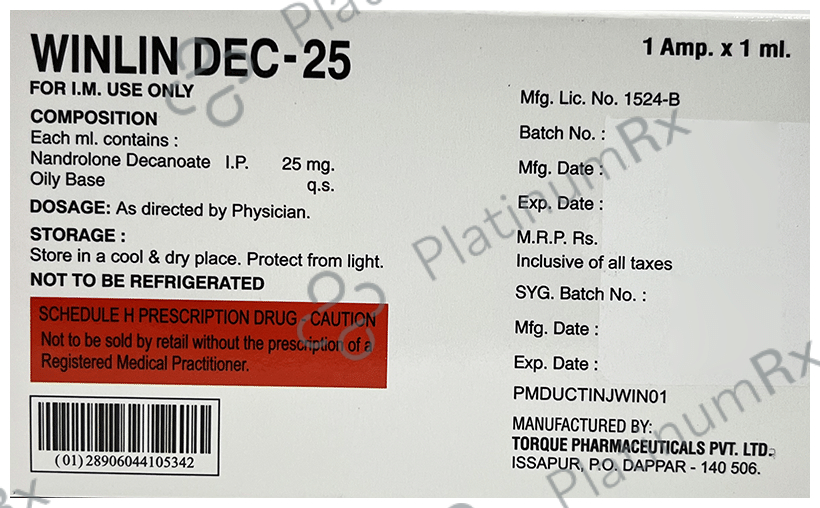 WINLIN DEC-25
FOR I.M. USE ONLY
COMPOSITION
Each ml. contains :
Nandrolone Decanoate I.P. 25 mg.
Oily Base q.s.
DOSAGE: As directed by Physician.
STORAGE :
Store in a cool & dry place. Protect from light.
NOT TO BE REFRIGERATED
SCHEDULE H PRESCRIPTION DRUG - CAUTION
Not to be sold by retail without the prescription of a
Registered Medical Practitioner.
(01)28906044105342
1 Amp. x 1 ml.
Mfg. Lic. No. 1524-B
Batch No. :
Mfg. Date :
Exp. Date :
M.R.P. Rs.
Inclusive of all taxes
SYG. Batch No. :
Mfg. Date :
Exp. Date :
PMDUCTINJWIN01
MANUFACTURED BY:
TORQUE PHARMACEUTICALS PVT. LTD.
ISSAPUR, P.O. DAPPAR - 140 506.
PlatinumRx
PlatinumRx
PlatinumRx
Rx